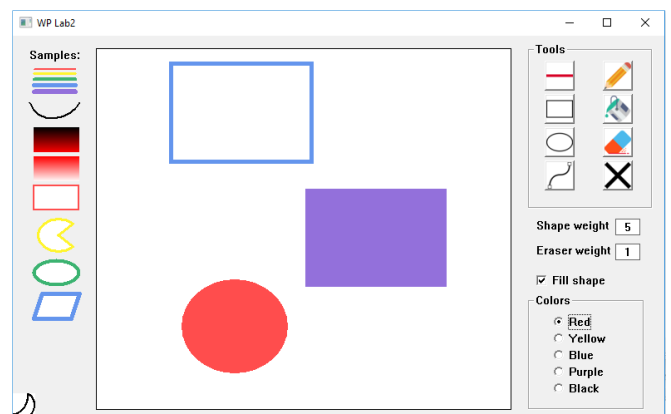 WP Lab2
Samples:
Tools
Shape weight 5
Eraser weight 1
Fill shape
Colors
Red
Yellow
Blue
Purple
Black